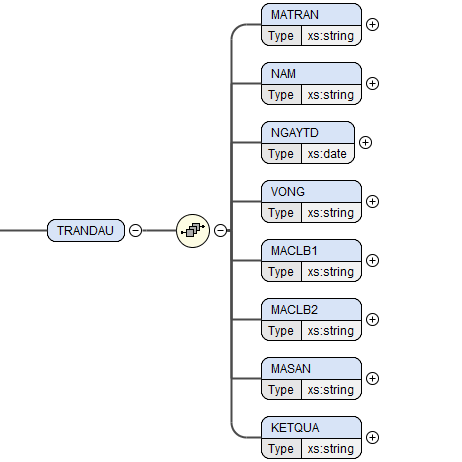 MATRAN
Type xs:string
NAM
Type xs:string
NGAYTD
Type xs:date
VONG
Type xs:string
TRANDAU
MACLB1
Type xs:string
MACLB2
Type xs:string
MASAN
Type xs:string
KETQUA
Type xs:string